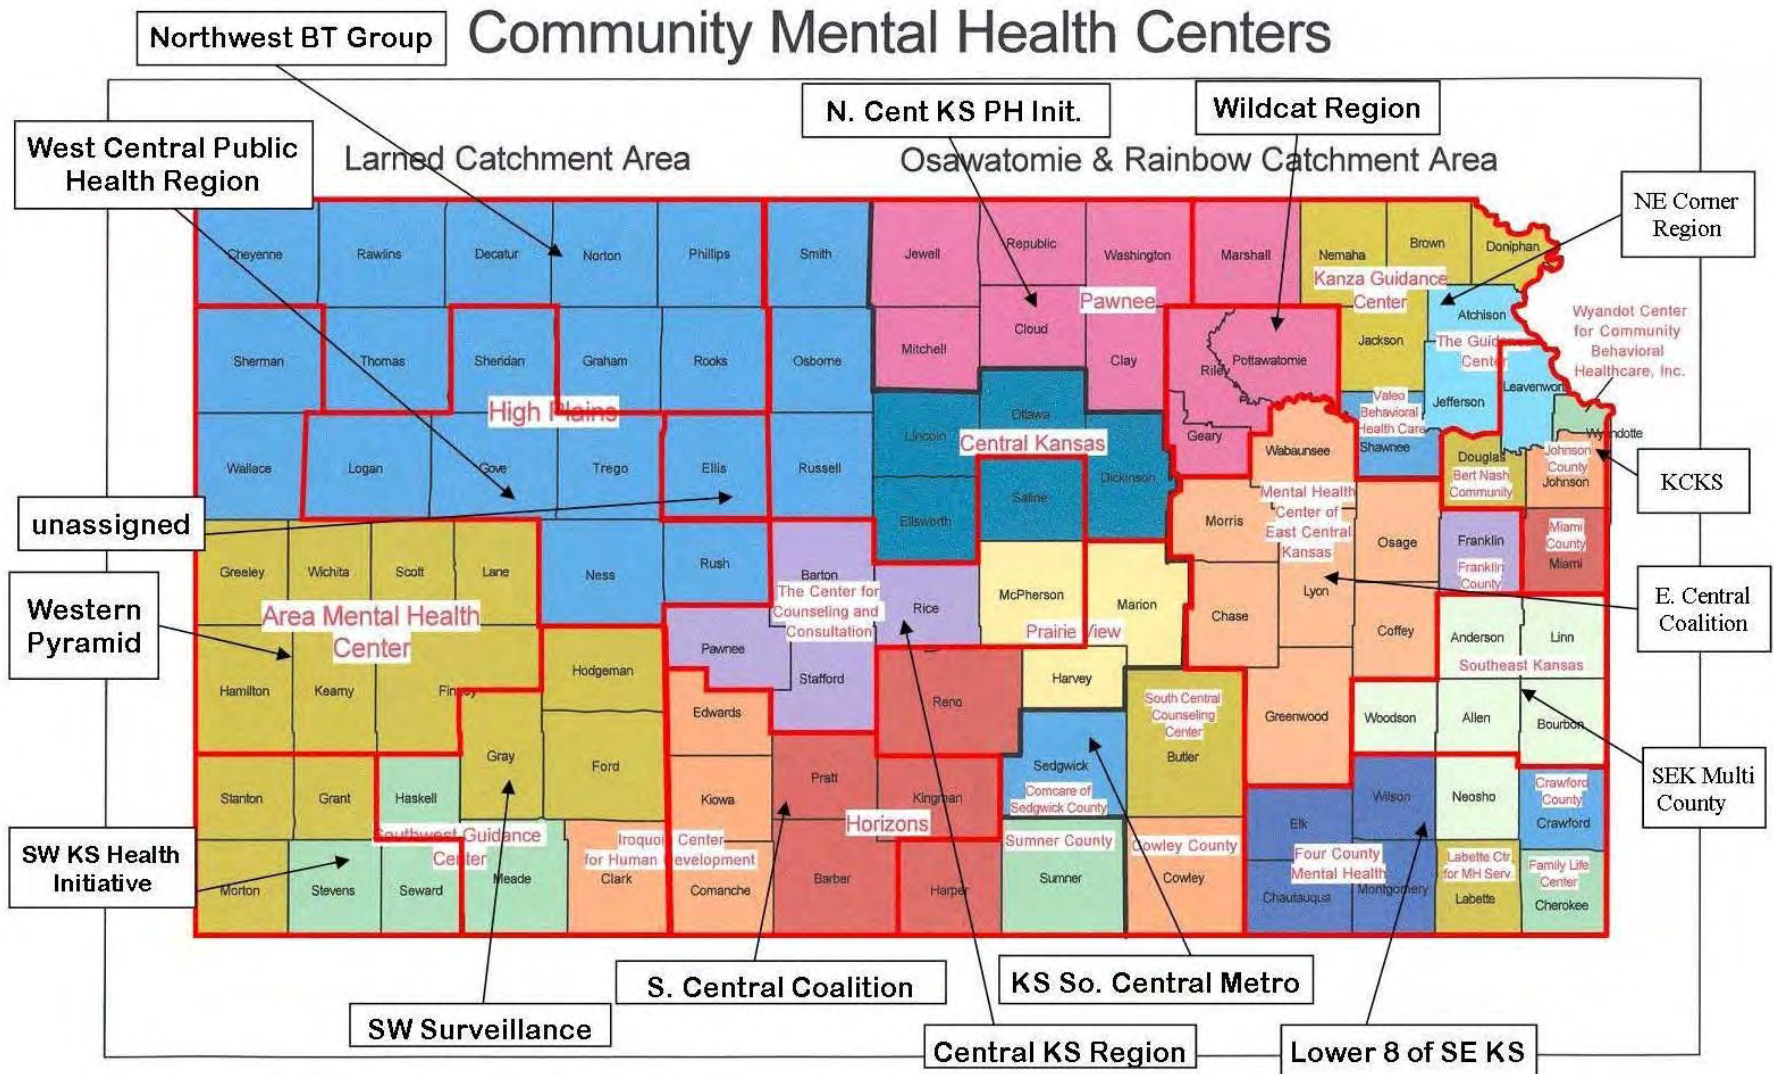 Community Mental Health Centers
Northwest BT Group
N. Cent KS PH Init.
Wildcat Region
West Central Public
Health Region
Larned Catchment Area
Osawatomie & Rainbow Catchment Area
NE Corner
Region
Cheyenne
Rawlins
Decatur
Norton
Phillips
Smith
Jewell
Republic
Washington
Marshall
Nemaha
Brown
Doniphan
Kanza Guidance
Center
Pawnee
Sherman
Thomas
Sheridan
Graham
Rooks
Osborne
Mitchell
Cloud
Clay
Riley
Pottawatomie
Jackson
Atchison
The Guidance
Center
Wyandot Center
for Community
Behavioral
Healthcare, Inc.
High Plains
Central Kansas
Lincoln
Ottawa
Geary
Wabaunsee
Valeo
Behavioral
Health Care
Shawnee
Jefferson
Leavenworth
Wyandotte
Wallace
Logan
Gove
Trego
Ellis
Russell
Saline
Dickinson
Ellsworth
Douglas
Bert Nash
Community
Johnson
County
Johnson
KCKS
unassigned
Greeley
Wichita
Scott
Lane
Ness
Rush
Barton
The Center for
Counseling and
Consultation
Rice
McPherson
Marion
Prairie View
Morris
Mental Health
Center of
East Central
Kansas
Osage
Franklin
Franklin
County
Miami
County
Miami
Western
Pyramid
Area Mental Health
Center
Pawnee
Stafford
Chase
Lyon
Coffey
Anderson
Linn
Southeast Kansas
E. Central
Coalition
Hamilton
Kearny
Finney
Hodgeman
Edwards
Reno
Harvey
South Central
Counseling
Center
Butler
Greenwood
Woodson
Allen
Bourbon
Gray
Ford
Kiowa
Pratt
Kingman
Horizons
Sedgwick
Comcare of
Sedgwick County
SEK Multi
County
Stanton
Grant
Haskell
Southwest Guidance
Center
Iroquois Center
for Human Development
Sumner County
Cowley County
Elk
Wilson
Neosho
Crawford
County
Crawford
Four County
Mental Health
SW KS Health
Initiative
Morton
Stevens
Seward
Meade
Clark
Comanche
Barber
Harper
Sumner
Cowley
Chautauqua
Montgomery
Labette Ctr
for MH Serv.
Labette
Family Life
Center
Cherokee
S. Central Coalition
KS So. Central Metro
SW Surveillance
Central KS Region
Lower 8 of SE KS